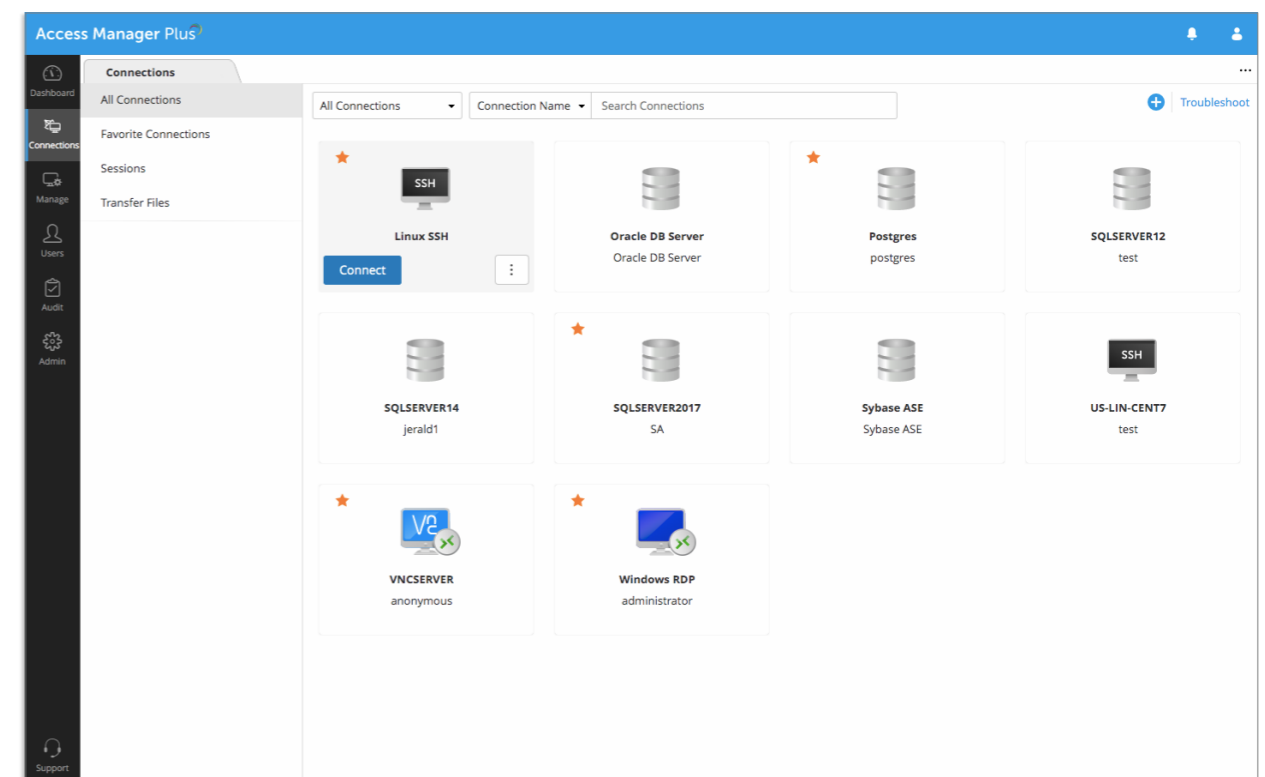 Access Manager Plus
Dashboard
Connections
Manage
Users
Audit
Admin
Support
Connections
All Connections
Favorite Connections
Sessions
Transfer Files
All Connections
Connection Name
Search Connections
Troubleshoot
SSH
Linux SSH
Connect
Oracle DB Server
Oracle DB Server
Postgres
postgres
SQLSERVER12
test
SQLSERVER14
jerald1
SQLSERVER2017
SA
Sybase ASE
Sybase ASE
SSH
US-LIN-CENT7
test
V2
VNCSERVER
anonymous
Windows RDP
administrator